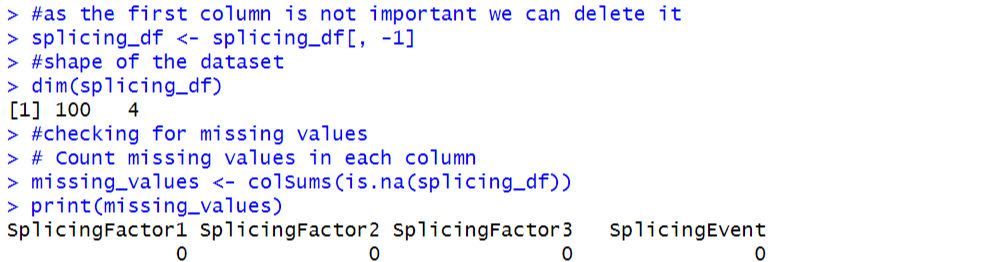 > #as the first column is not important we can delete it
> splicing_df <- splicing_df[, -1]
> #shape of the dataset
> dim(splicing_df)
[1] 100   4
> #checking for missing values
> # Count missing values in each column
> missing_values <- colSums(is.na(splicing_df))
> print(missing_values)
SplicingFactor1 SplicingFactor2 SplicingFactor3   SplicingEvent
              0               0               0               0